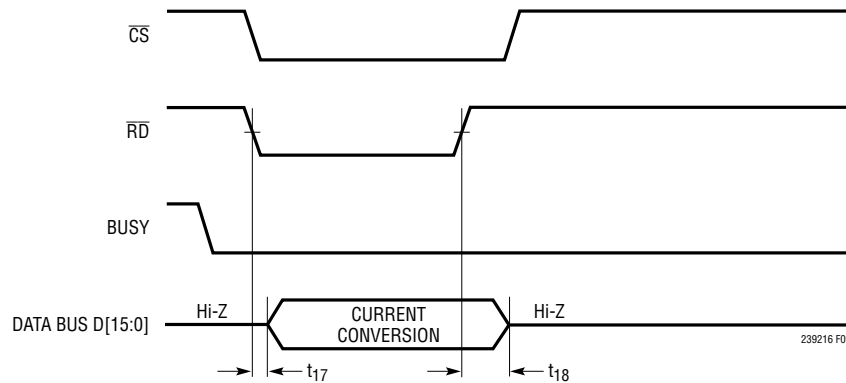 CS
RD
BUSY
DATA BUS D[15:0]
Hi-Z
CURRENT
CONVERSION
Hi-Z
t17
t18
239216 F0